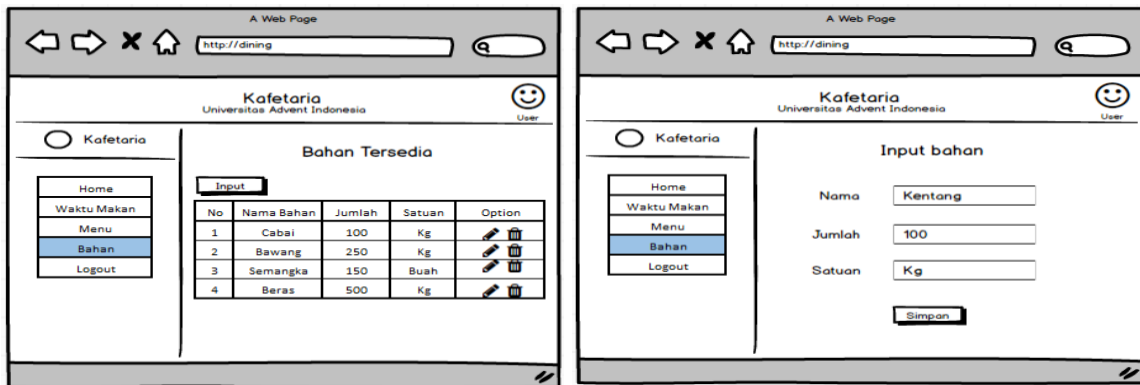 A Web Page
http://dining
Kafetaria
Universitas Advent Indonesia
User
Kafetaria
Home
Waktu Makan
Menu
Bahan
Logout
Bahan Tersedia
Input
No Nama Bahan Jumlah Satuan Option
1 Cabai 100 Kg
2 Bawang 250 Kg
3 Semangka 150 Buah
4 Beras 500 Kg
A Web Page
http://dining
Kafetaria
Universitas Advent Indonesia
User
Kafetaria
Home
Waktu Makan
Menu
Bahan
Logout
Input bahan
Nama Kentang
Jumlah 100
Satuan Kg
Simpan